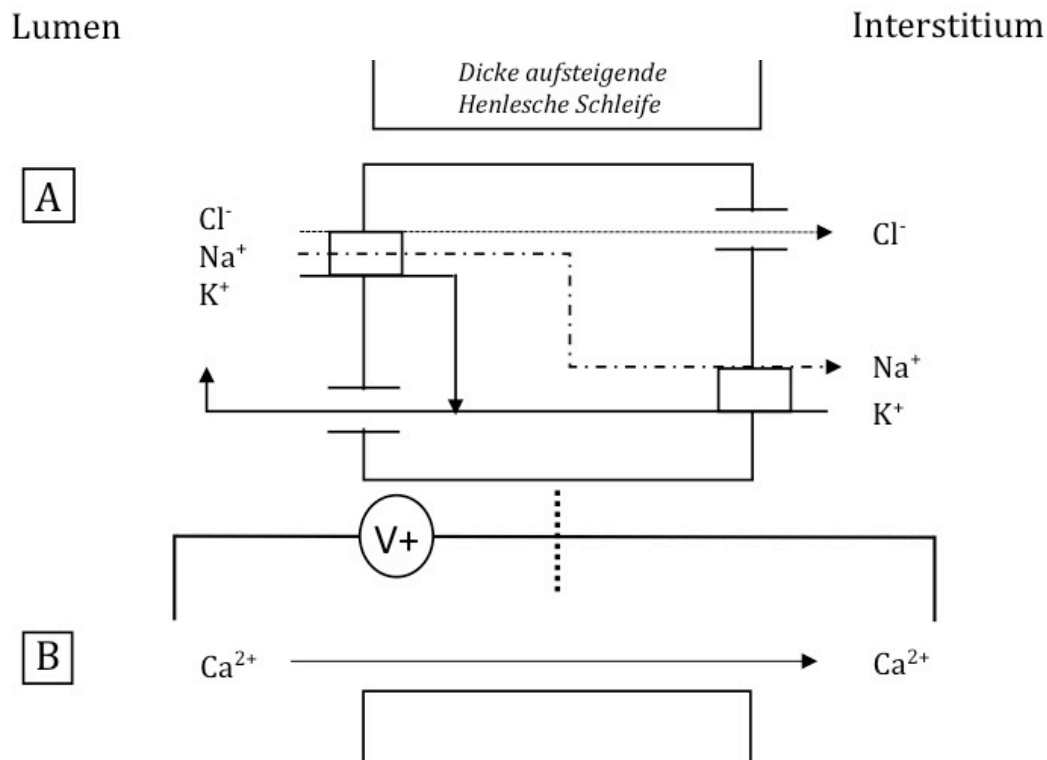 Lumen
Interstitium
Dicke aufsteigende
Henlesche Schleife
A
Cl⁻
Na⁺
K⁺
Cl⁻
Na⁺
K⁺
V+
B
Ca²⁺
Ca²⁺